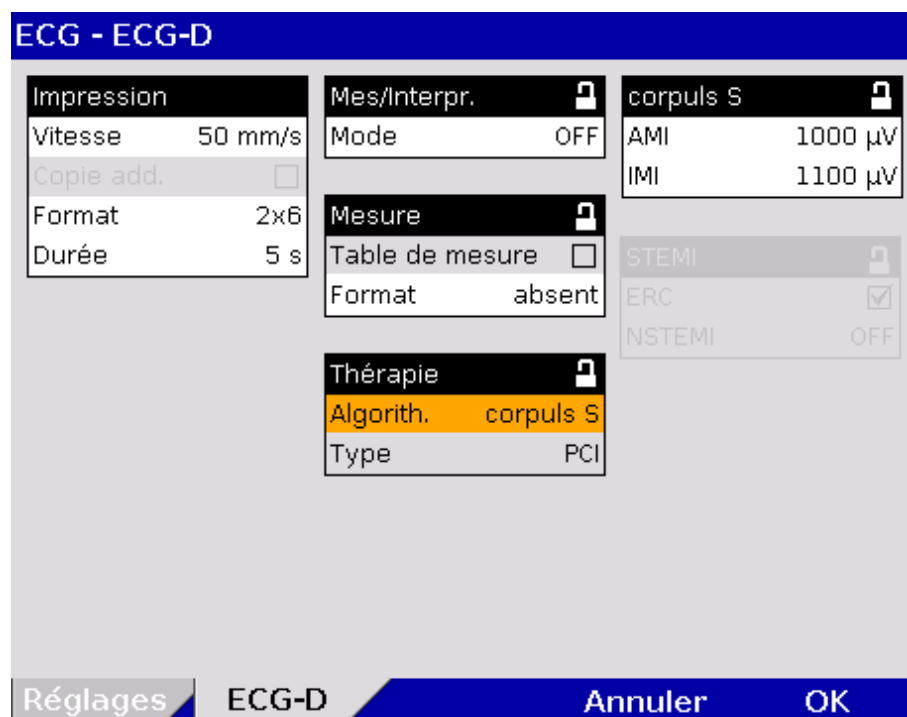 ECG - ECG-D
Impression
Vitesse 50 mm/s
Copie add.
Format 2x6
Durée 5 s
Mes/Interpr.
Mode OFF
Mesure
Table de mesure
Format absent
Thérapie
Algorith. corpuls S
Type PCI
corpuls S
AMI 1000 µV
IMI 1100 µV
STEMI
ERC
NSTEMI OFF
Réglages ECG-D Annuler OK